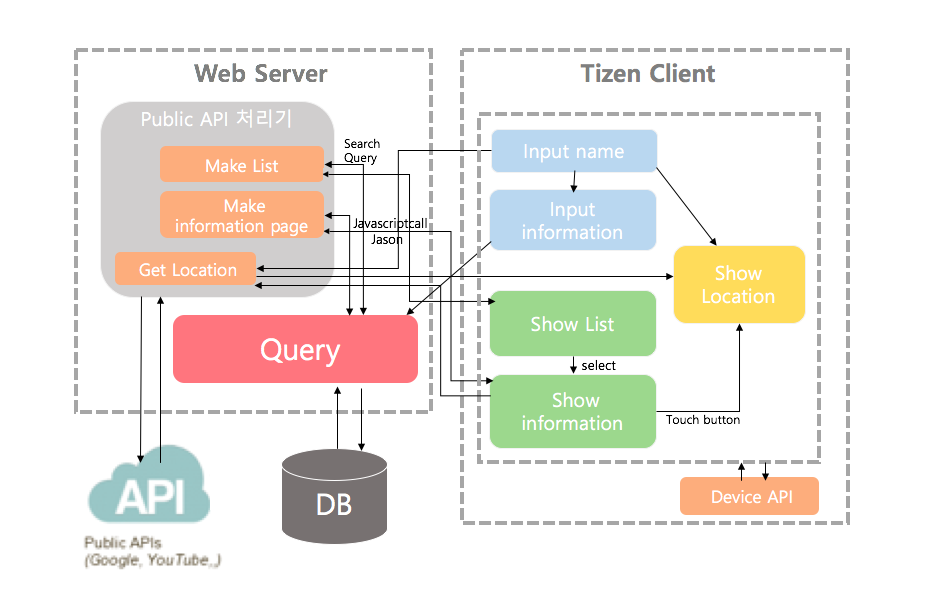 Web Server
Tizen Client
Public API 처리기
Make List
Make
information page
Get Location
Search
Query
Javascriptcall
Jason
Query
Input name
Input
information
Show
Location
Show List
select
Show
information
Touch button
Device API
API
Public APIs
(Google, YouTube,,)
DB